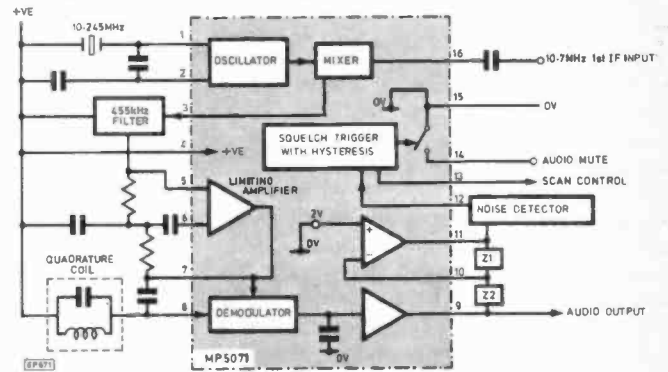 +VE
10·245MHz
1
OSCILLATOR
MIXER
16
10·7MHz 1st IF INPUT
2
0V
15
0V
455kHz
FILTER
3
4
+VE
SQUELCH TRIGGER
WITH HYSTERESIS
14
AUDIO MUTE
13
SCAN CONTROL
5
LIMITING
AMPLIFIER
12
NOISE DETECTOR
6
2V
0V
+
−
11
Z1
10
Z2
QUADRATURE
COIL
7
8
DEMODULATOR
9
AUDIO OUTPUT
0V
MP5071
EP671